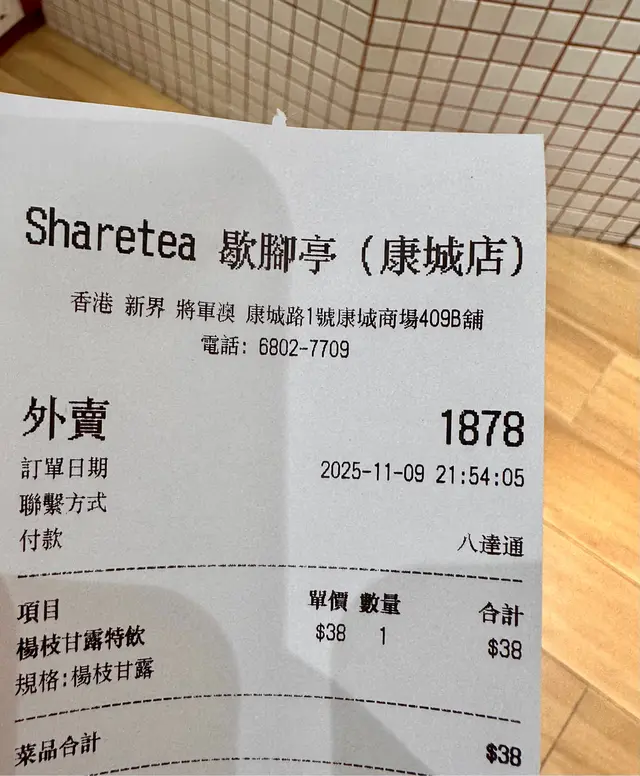 Sharetea 歇腳亭 (康城店)
香港 新界 將軍澳 康城路1號康城商場409B舖
電話: 6802-7709
外賣 1878
訂單日期 2025-11-09 21:54:05
聯繫方式
付款 八達通
項目 單價 數量 合計
楊枝甘露特飲 $38 1 $38
規格:楊枝甘露
菜品合計 $38